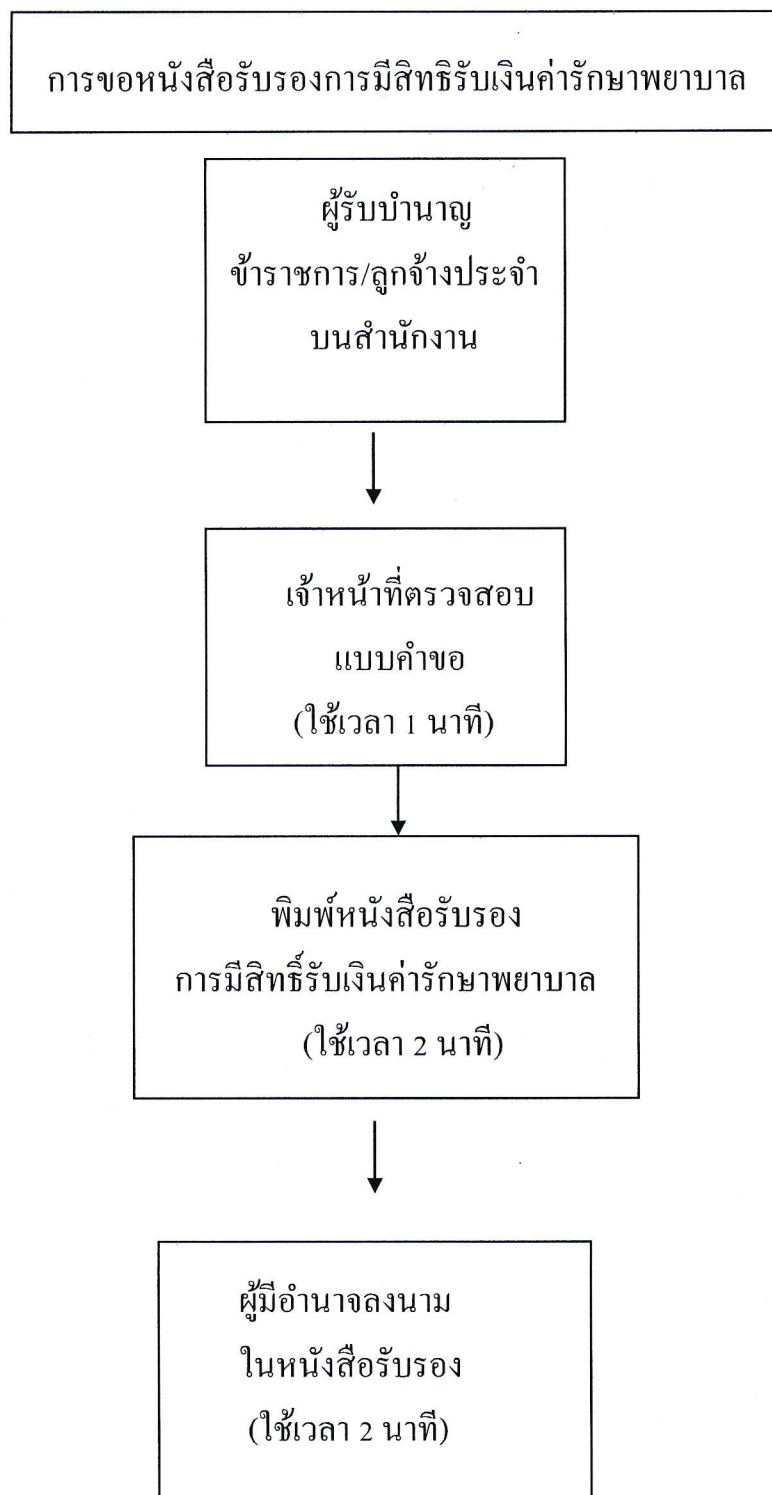 การขอหนังสือรับรองการมีสิทธิรับเงินค่ารักษาพยาบาล
ผู้รับบำนาญ
ข้าราชการ/ลูกจ้างประจำ
บนสำนักงาน
เจ้าหน้าที่ตรวจสอบ
แบบคำขอ
(ใช้เวลา 1 นาที)
พิมพ์หนังสือรับรอง
การมีสิทธิ์รับเงินค่ารักษาพยาบาล
(ใช้เวลา 2 นาที)
ผู้มีอำนาจลงนาม
ในหนังสือรับรอง
(ใช้เวลา 2 นาที)